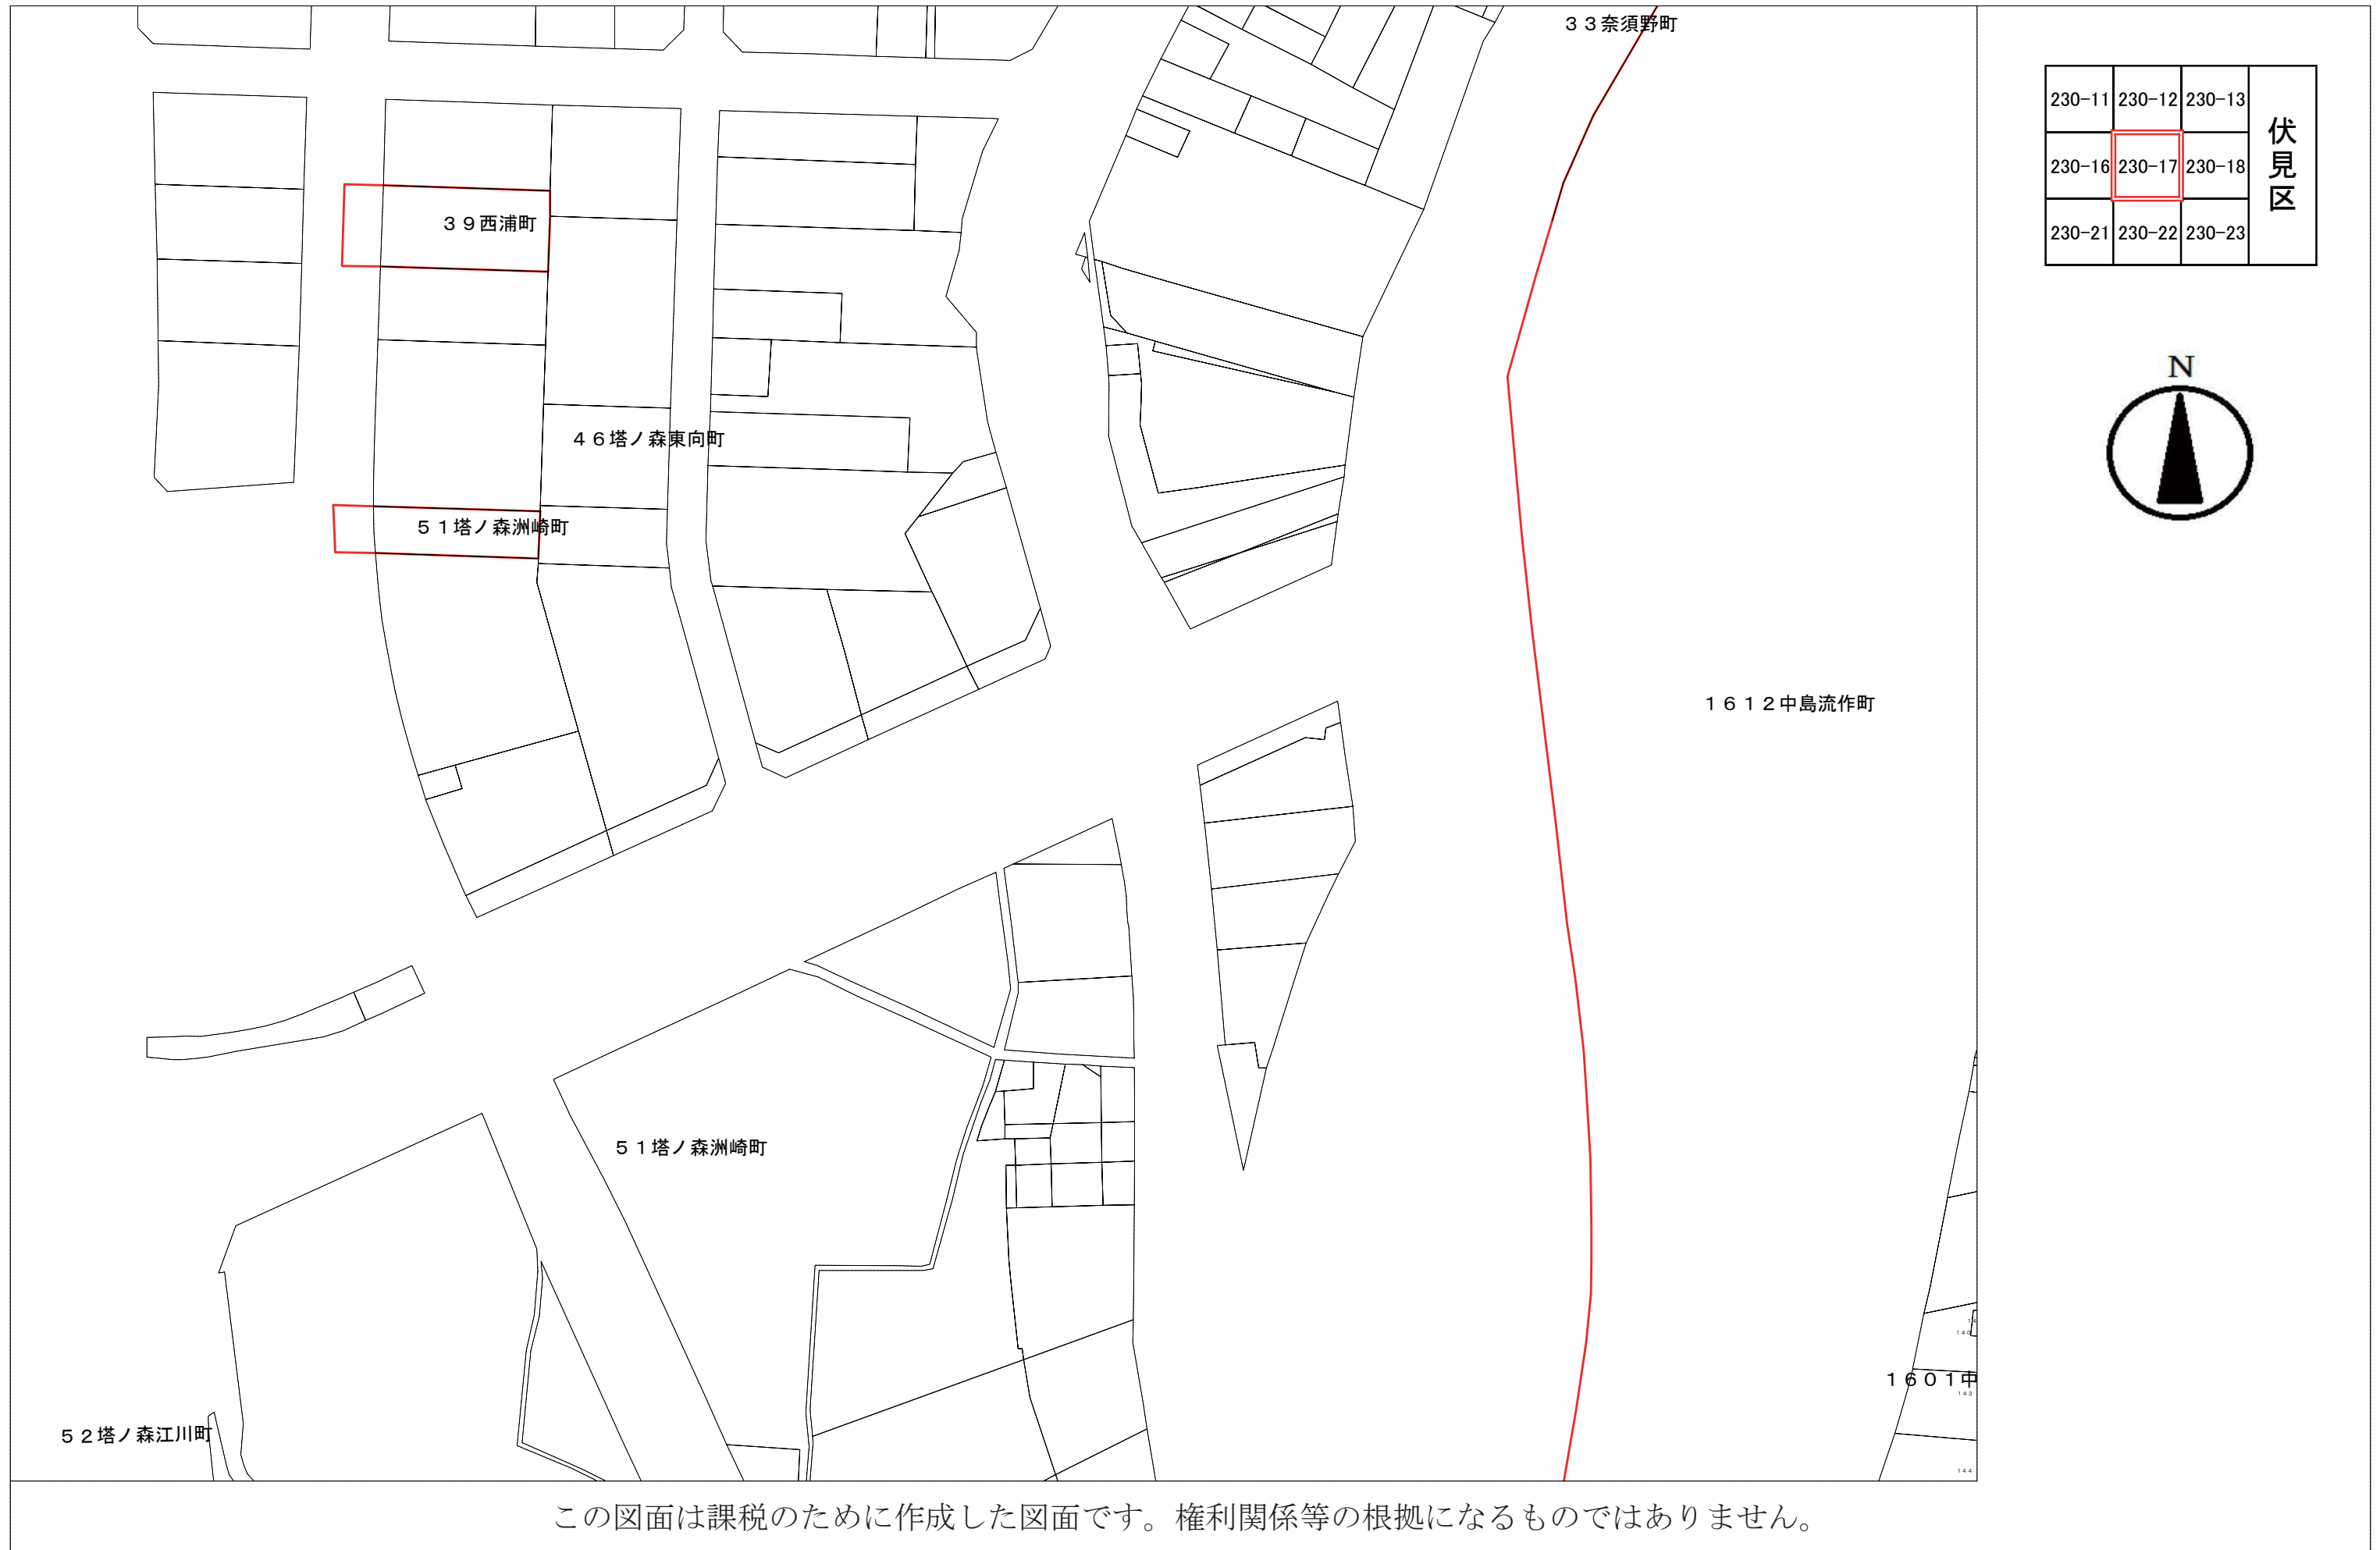 ３３奈須野町
３９西浦町
４６塔ノ森東向町
５１塔ノ森洲崎町
１６１２中島流作町
５１塔ノ森洲崎町
１６０１中
５２塔ノ森江川町
140
143
144
230-11 230-12 230-13
230-16 230-17 230-18
230-21 230-22 230-23
伏見区
N
この図面は課税のために作成した図面です。権利関係等の根拠になるものではありません。